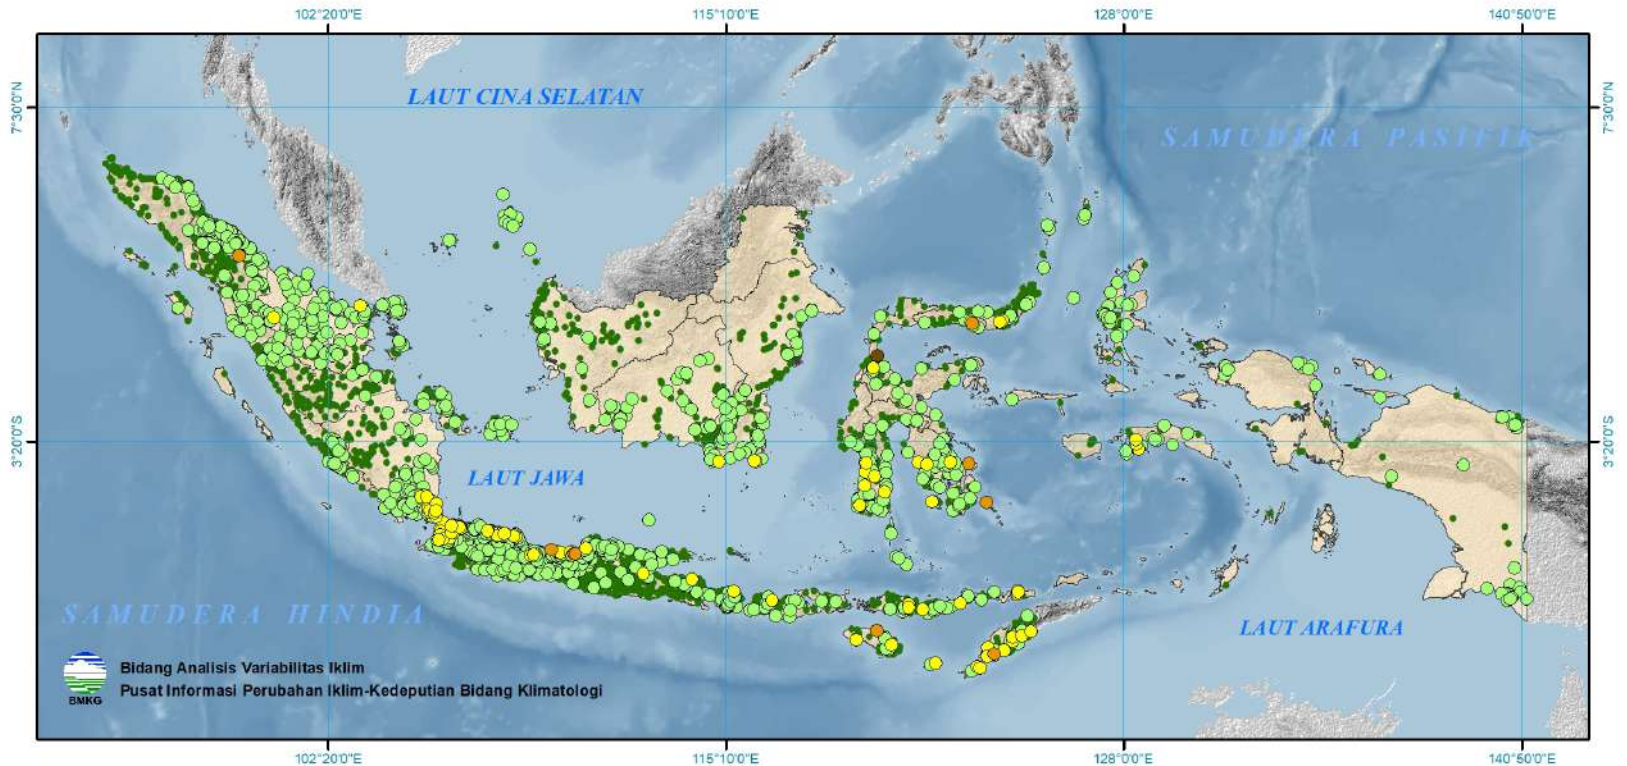 102°20'0"E 115°10'0"E 128°0'0"E 140°50'0"E
7°30'0"N 7°30'0"N
LAUT CINA SELATAN
SAMUDERA PASIFIK
3°20'0"S 3°20'0"S
LAUT JAWA
SAMUDERA HINDIA
LAUT ARAFURA
Bidang Analisis Variabilitas Iklim
Pusat Informasi Perubahan Iklim-Kedeputian Bidang Klimatologi
BMKG
102°20'0"E 115°10'0"E 128°0'0"E 140°50'0"E